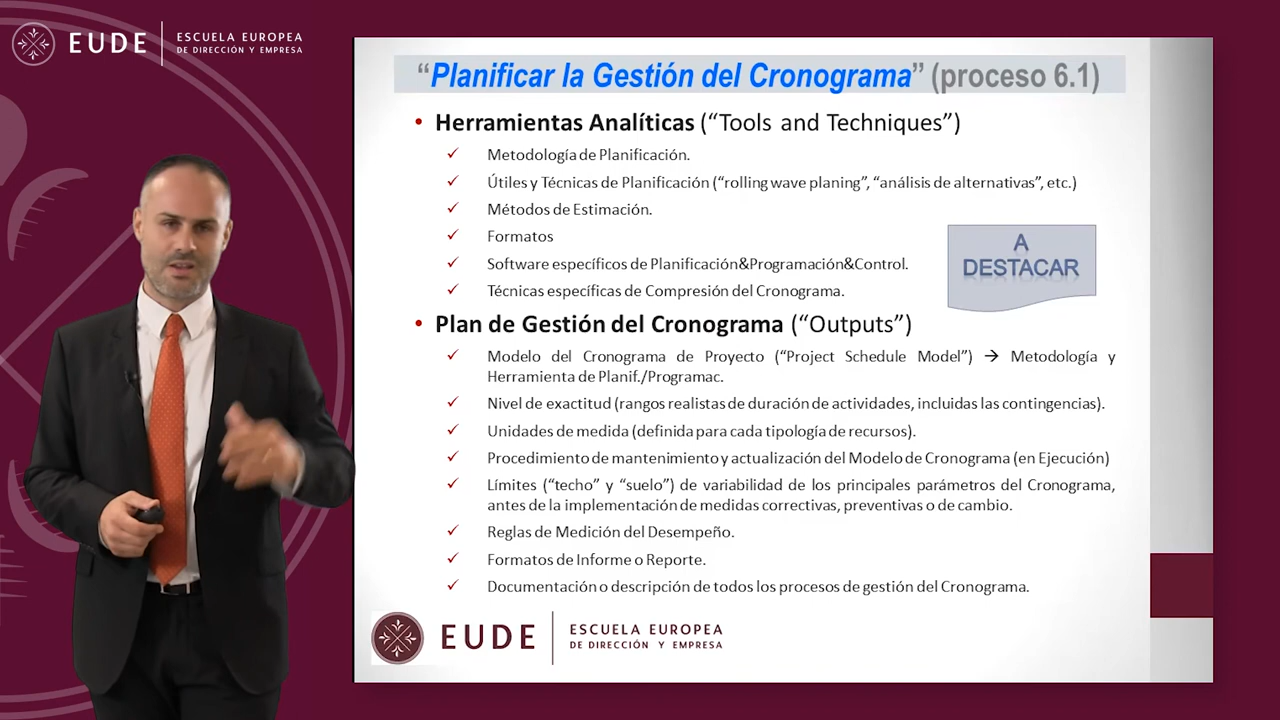 EUDE
ESCUELA EUROPEA
DE DIRECCIÓN Y EMPRESA
“Planificar la Gestión del Cronograma” (proceso 6.1)
• Herramientas Analíticas (“Tools and Techniques”)
✓ Metodología de Planificación.
✓ Útiles y Técnicas de Planificación (“rolling wave planing”, “análisis de alternativas”, etc.)
✓ Métodos de Estimación.
✓ Formatos
✓ Software específicos de Planificación&Programación&Control.
✓ Técnicas específicas de Compresión del Cronograma.
A
DESTACAR
• Plan de Gestión del Cronograma (“Outputs”)
✓ Modelo del Cronograma de Proyecto (“Project Schedule Model”) → Metodología y
Herramienta de Planif./Programac.
✓ Nivel de exactitud (rangos realistas de duración de actividades, incluidas las contingencias).
✓ Unidades de medida (definida para cada tipología de recursos).
✓ Procedimiento de mantenimiento y actualización del Modelo de Cronograma (en Ejecución)
✓ Límites (“techo” y “suelo”) de variabilidad de los principales parámetros del Cronograma,
antes de la implementación de medidas correctivas, preventivas o de cambio.
✓ Reglas de Medición del Desempeño.
✓ Formatos de Informe o Reporte.
✓ Documentación o descripción de todos los procesos de gestión del Cronograma.
EUDE
ESCUELA EUROPEA
DE DIRECCIÓN Y EMPRESA